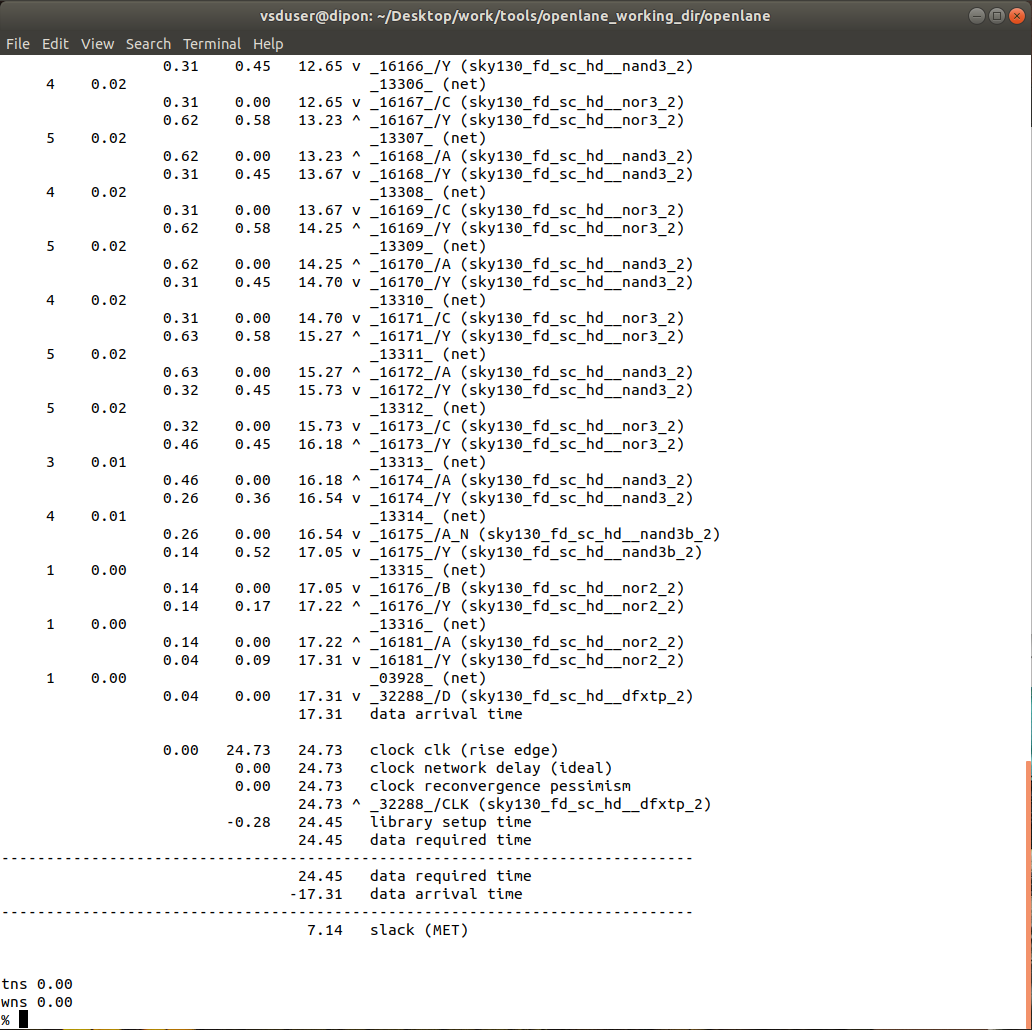 vsduser@dipon: ~/Desktop/work/tools/openlane_working_dir/openlane
File Edit View Search Terminal Help
                  0.31    0.45   12.65 v _16166_/Y (sky130_fd_sc_hd__nand3_2)
     4    0.02                           _13306_ (net)
                  0.31    0.00   12.65 v _16167_/C (sky130_fd_sc_hd__nor3_2)
                  0.62    0.58   13.23 ^ _16167_/Y (sky130_fd_sc_hd__nor3_2)
     5    0.02                           _13307_ (net)
                  0.62    0.00   13.23 ^ _16168_/A (sky130_fd_sc_hd__nand3_2)
                  0.31    0.45   13.67 v _16168_/Y (sky130_fd_sc_hd__nand3_2)
     4    0.02                           _13308_ (net)
                  0.31    0.00   13.67 v _16169_/C (sky130_fd_sc_hd__nor3_2)
                  0.62    0.58   14.25 ^ _16169_/Y (sky130_fd_sc_hd__nor3_2)
     5    0.02                           _13309_ (net)
                  0.62    0.00   14.25 ^ _16170_/A (sky130_fd_sc_hd__nand3_2)
                  0.31    0.45   14.70 v _16170_/Y (sky130_fd_sc_hd__nand3_2)
     4    0.02                           _13310_ (net)
                  0.31    0.00   14.70 v _16171_/C (sky130_fd_sc_hd__nor3_2)
                  0.63    0.58   15.27 ^ _16171_/Y (sky130_fd_sc_hd__nor3_2)
     5    0.02                           _13311_ (net)
                  0.63    0.00   15.27 ^ _16172_/A (sky130_fd_sc_hd__nand3_2)
                  0.32    0.45   15.73 v _16172_/Y (sky130_fd_sc_hd__nand3_2)
     5    0.02                           _13312_ (net)
                  0.32    0.00   15.73 v _16173_/C (sky130_fd_sc_hd__nor3_2)
                  0.46    0.45   16.18 ^ _16173_/Y (sky130_fd_sc_hd__nor3_2)
     3    0.01                           _13313_ (net)
                  0.46    0.00   16.18 ^ _16174_/A (sky130_fd_sc_hd__nand3_2)
                  0.26    0.36   16.54 v _16174_/Y (sky130_fd_sc_hd__nand3_2)
     4    0.01                           _13314_ (net)
                  0.26    0.00   16.54 v _16175_/A_N (sky130_fd_sc_hd__nand3b_2)
                  0.14    0.52   17.05 v _16175_/Y (sky130_fd_sc_hd__nand3b_2)
     1    0.00                           _13315_ (net)
                  0.14    0.00   17.05 v _16176_/B (sky130_fd_sc_hd__nor2_2)
                  0.14    0.17   17.22 ^ _16176_/Y (sky130_fd_sc_hd__nor2_2)
     1    0.00                           _13316_ (net)
                  0.14    0.00   17.22 ^ _16181_/A (sky130_fd_sc_hd__nor2_2)
                  0.04    0.09   17.31 v _16181_/Y (sky130_fd_sc_hd__nor2_2)
     1    0.00                           _03928_ (net)
                  0.04    0.00   17.31 v _32288_/D (sky130_fd_sc_hd__dfxtp_2)
                                 17.31   data arrival time

                  0.00   24.73   24.73   clock clk (rise edge)
                          0.00   24.73   clock network delay (ideal)
                          0.00   24.73   clock reconvergence pessimism
                                 24.73 ^ _32288_/CLK (sky130_fd_sc_hd__dfxtp_2)
                         -0.28   24.45   library setup time
                                 24.45   data required time
-----------------------------------------------------------------------------
                                 24.45   data required time
                                -17.31   data arrival time
-----------------------------------------------------------------------------
                                  7.14   slack (MET)

tns 0.00
wns 0.00
%